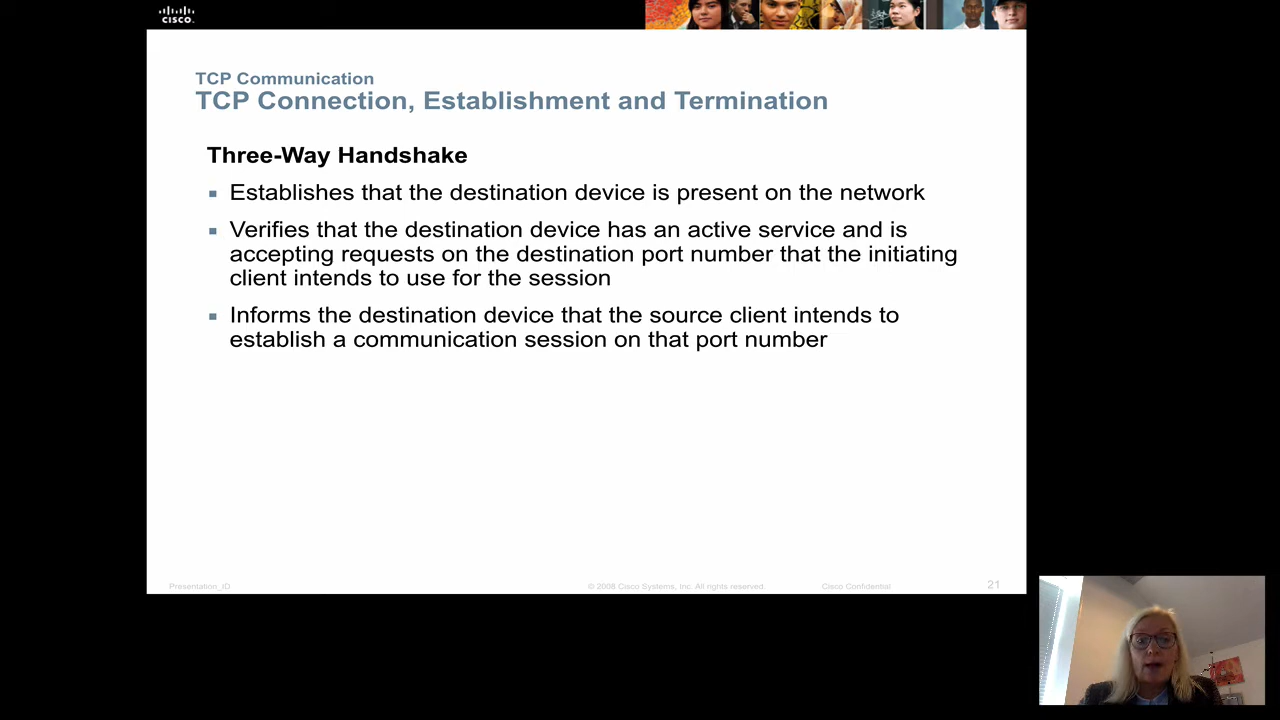 CISCO
TCP Communication
TCP Connection, Establishment and Termination
Three-Way Handshake
Establishes that the destination device is present on the network
Verifies that the destination device has an active service and is
accepting requests on the destination port number that the initiating
client intends to use for the session
Informs the destination device that the source client intends to
establish a communication session on that port number
Presentation_ID
© 2008 Cisco Systems, Inc. All rights reserved.
Cisco Confidential
21